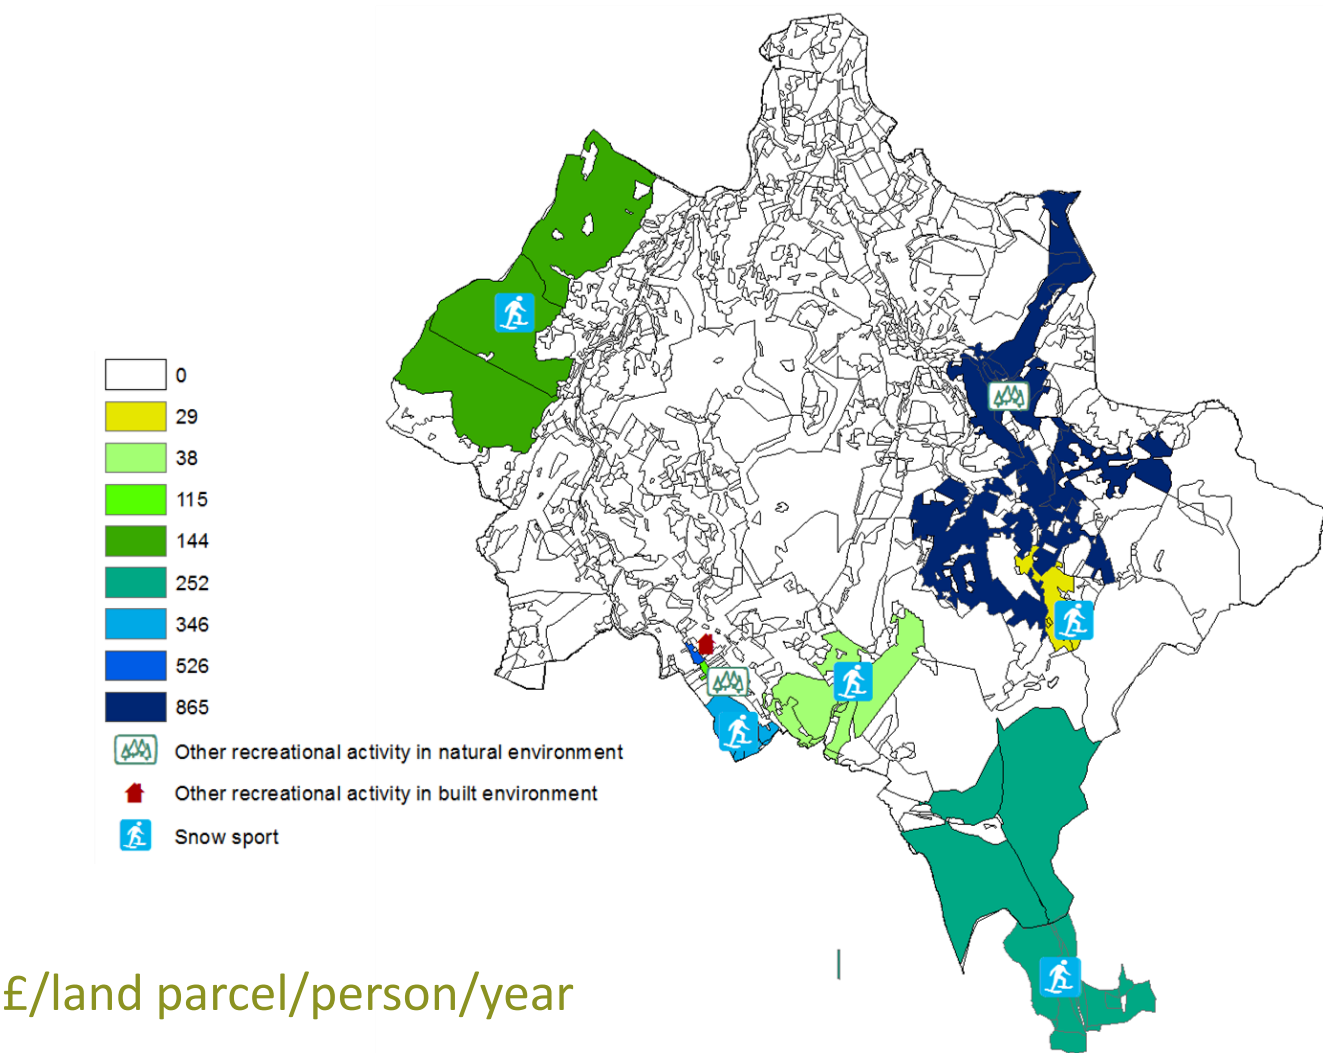 0
29
38
115
144
252
346
526
865
Other recreational activity in natural environment
Other recreational activity in built environment
Snow sport
£/land parcel/person/year